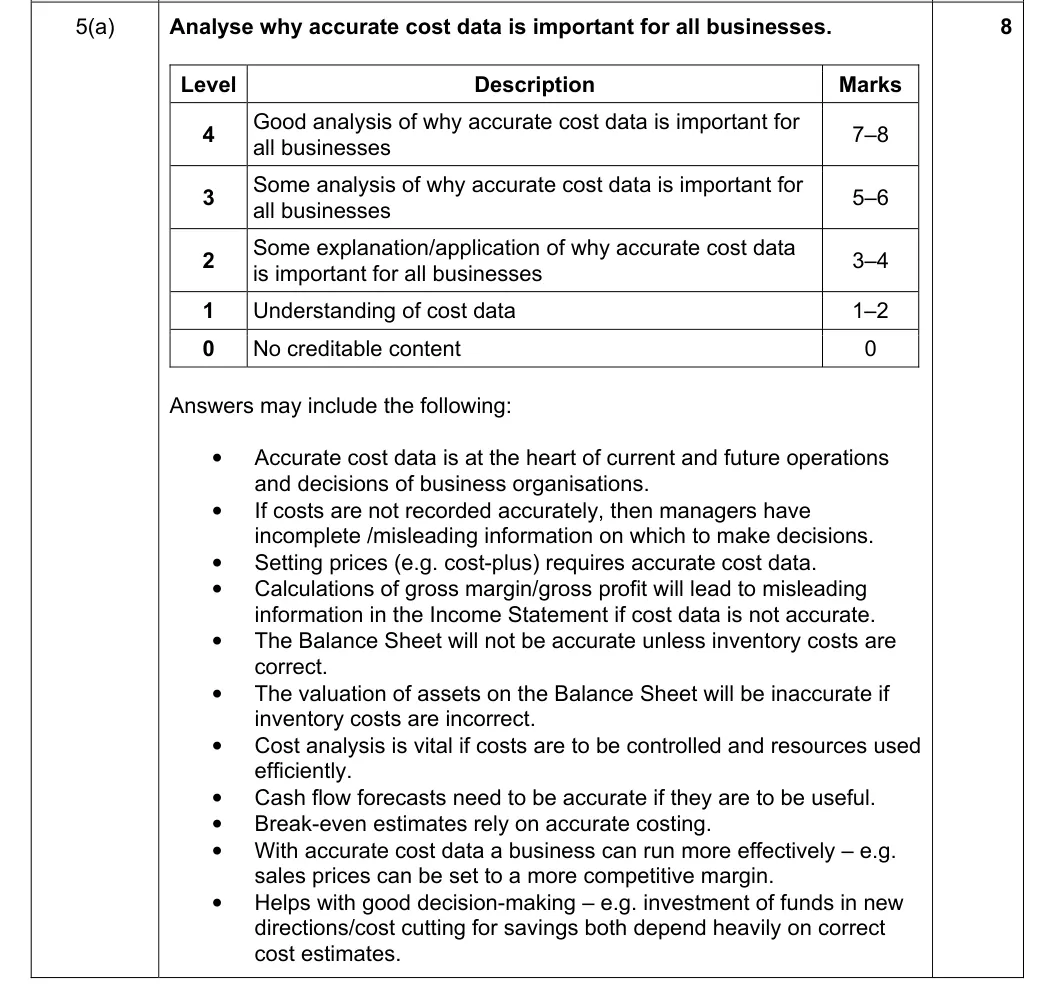 5(a) Analyse why accurate cost data is important for all businesses. 8
Level Description Marks
4 Good analysis of why accurate cost data is important for all businesses 7–8
3 Some analysis of why accurate cost data is important for all businesses 5–6
2 Some explanation/application of why accurate cost data is important for all businesses 3–4
1 Understanding of cost data 1–2
0 No creditable content 0
Answers may include the following:
• Accurate cost data is at the heart of current and future operations
and decisions of business organisations.
• If costs are not recorded accurately, then managers have
incomplete /misleading information on which to make decisions.
• Setting prices (e.g. cost-plus) requires accurate cost data.
• Calculations of gross margin/gross profit will lead to misleading
information in the Income Statement if cost data is not accurate.
• The Balance Sheet will not be accurate unless inventory costs are
correct.
• The valuation of assets on the Balance Sheet will be inaccurate if
inventory costs are incorrect.
• Cost analysis is vital if costs are to be controlled and resources used
efficiently.
• Cash flow forecasts need to be accurate if they are to be useful.
• Break-even estimates rely on accurate costing.
• With accurate cost data a business can run more effectively – e.g.
sales prices can be set to a more competitive margin.
• Helps with good decision-making – e.g. investment of funds in new
directions/cost cutting for savings both depend heavily on correct
cost estimates.